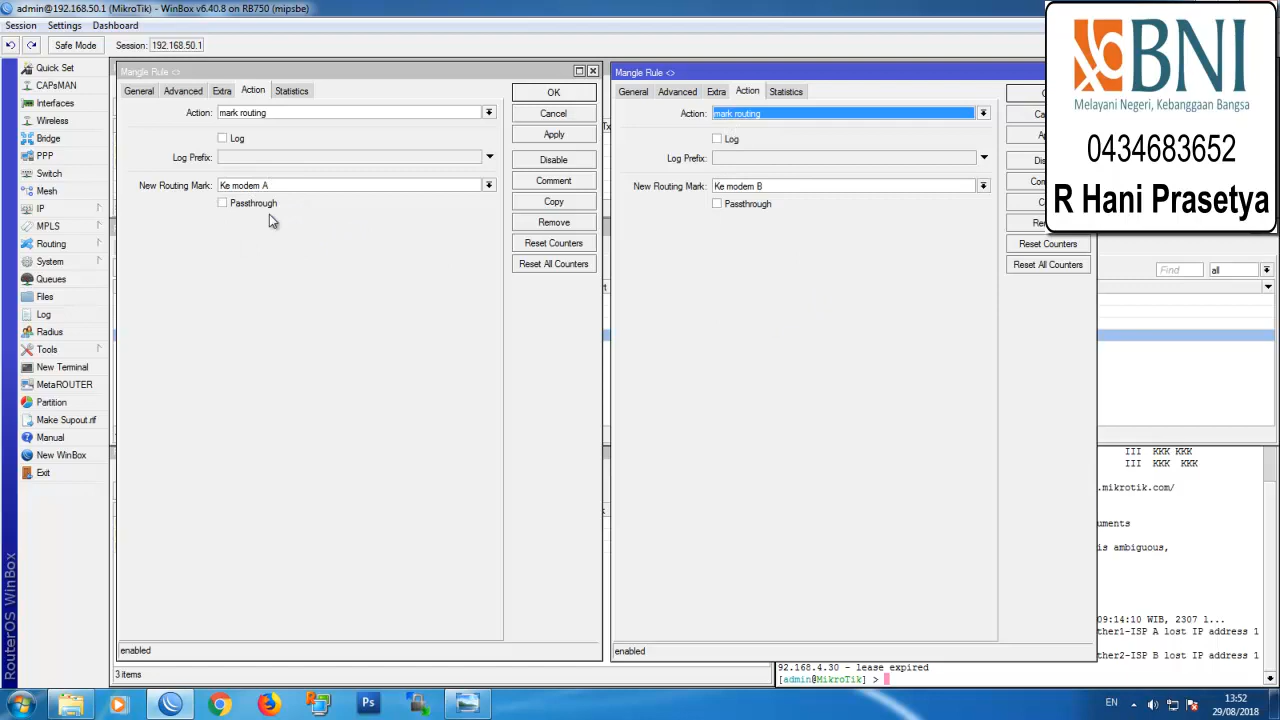 admin@192.168.50.1 (MikroTik) - WinBox v6.40.8 on RB750 (mipsbe)
Session Settings Dashboard
Safe Mode Session: 192.168.50.1
BNI
Melayani Negeri, Kebanggaan Bangsa
0434683652
R Hani Prasetya
Quick Set
CAPsMAN
Interfaces
Wireless
Bridge
PPP
Switch
Mesh
IP
MPLS
Routing
System
Queues
Files
Log
Radius
Tools
New Terminal
MetaROUTER
Partition
Make Supout.rif
Manual
New WinBox
Exit
RouterOS WinBox
Mangle Rule <>
General Advanced Extra Action Statistics
Action: mark routing
Log
Log Prefix:
New Routing Mark: Ke modem A
Passthrough
OK
Cancel
Apply
Disable
Comment
Copy
Remove
Reset Counters
Reset All Counters
enabled
3 items
Mangle Rule <>
General Advanced Extra Action Statistics
Action: mark routing
Log
Log Prefix:
New Routing Mark: Ke modem B
Passthrough
Reset Counters
Reset All Counters
enabled
Find all
III KKK KKK
III KKK KKK
.mikrotik.com/
uments
is ambiguous,
09:14:10 WIB, 2307 l...
ther1-ISP A lost IP address 1
ther2-ISP B lost IP address 1
92.168.4.30 - lease expired
[admin@MikroTik] >
EN
13:52
29/08/2018